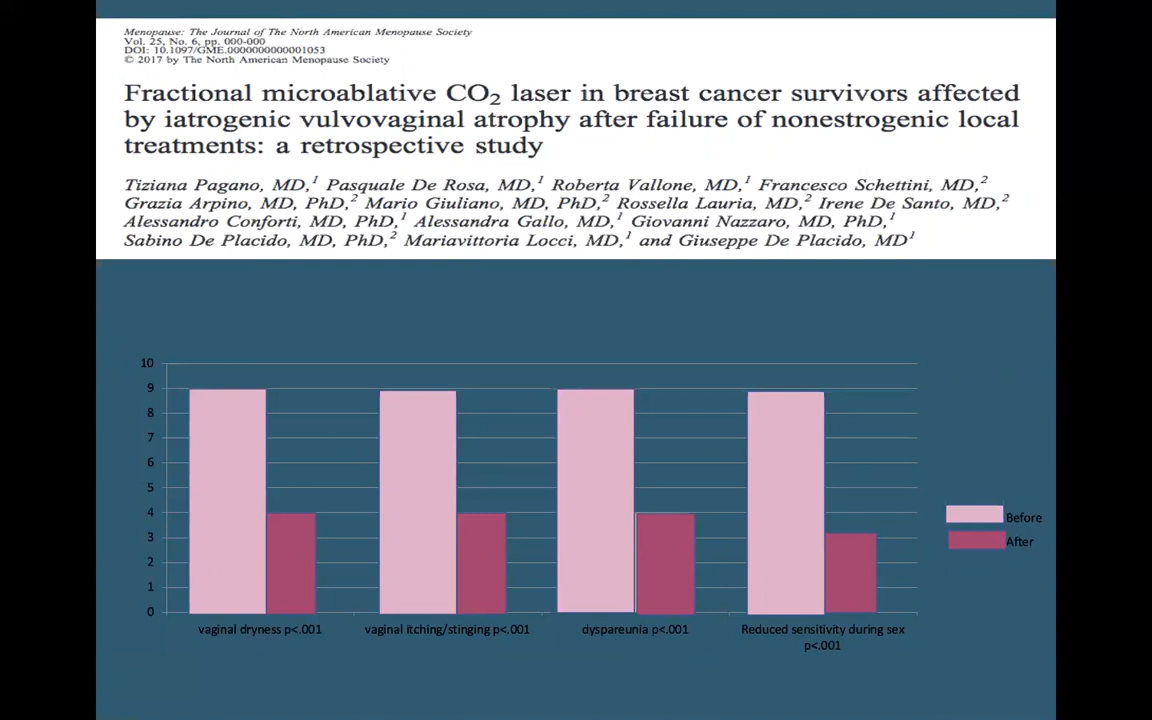 Menopause: The Journal of The North American Menopause Society
Vol. 25, No. 6, pp. 000-000
DOI: 10.1097/GME.0000000000001053
© 2017 by The North American Menopause Society
Fractional microablative CO₂ laser in breast cancer survivors affected
by iatrogenic vulvovaginal atrophy after failure of nonestrogenic local
treatments: a retrospective study
Tiziana Pagano, MD,¹ Pasquale De Rosa, MD,¹ Roberta Vallone, MD,¹ Francesco Schettini, MD,²
Grazia Arpino, MD, PhD,² Mario Giuliano, MD, PhD,² Rossella Lauria, MD,² Irene De Santo, MD,²
Alessandro Conforti, MD, PhD,¹ Alessandra Gallo, MD,¹ Giovanni Nazzaro, MD, PhD,¹
Sabino De Placido, MD, PhD,² Mariavittoria Locci, MD,¹ and Giuseppe De Placido, MD¹
10
9
8
7
6
5
4
3
2
1
0
vaginal dryness p<.001
vaginal itching/stinging p<.001
dyspareunia p<.001
Reduced sensitivity during sex
p<.001
Before
After